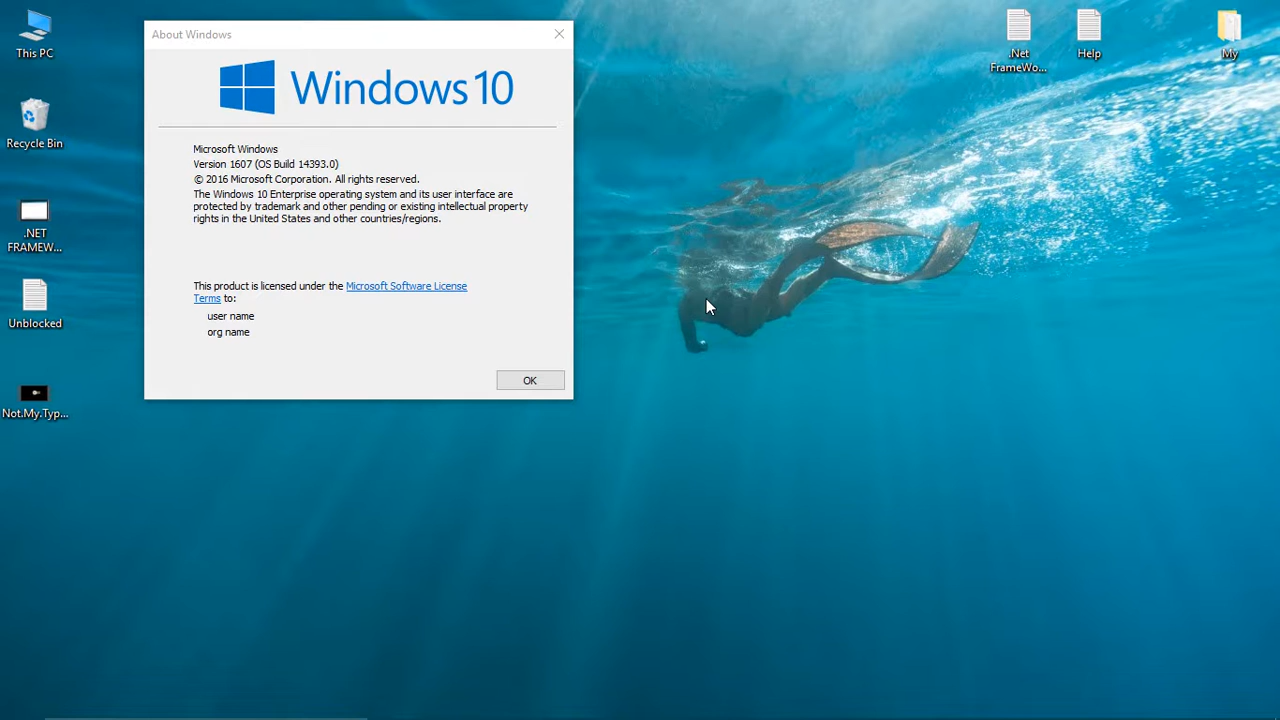 This PC
Recycle Bin
.NET
FRAMEW...
Unblocked
Not.My.Typ...
About Windows
Windows 10
Microsoft Windows
Version 1607 (OS Build 14393.0)
© 2016 Microsoft Corporation. All rights reserved.
The Windows 10 Enterprise operating system and its user interface are
protected by trademark and other pending or existing intellectual property
rights in the United States and other countries/regions.
This product is licensed under the Microsoft Software License
Terms to:
user name
org name
OK
.Net
FrameWo...
Help
My